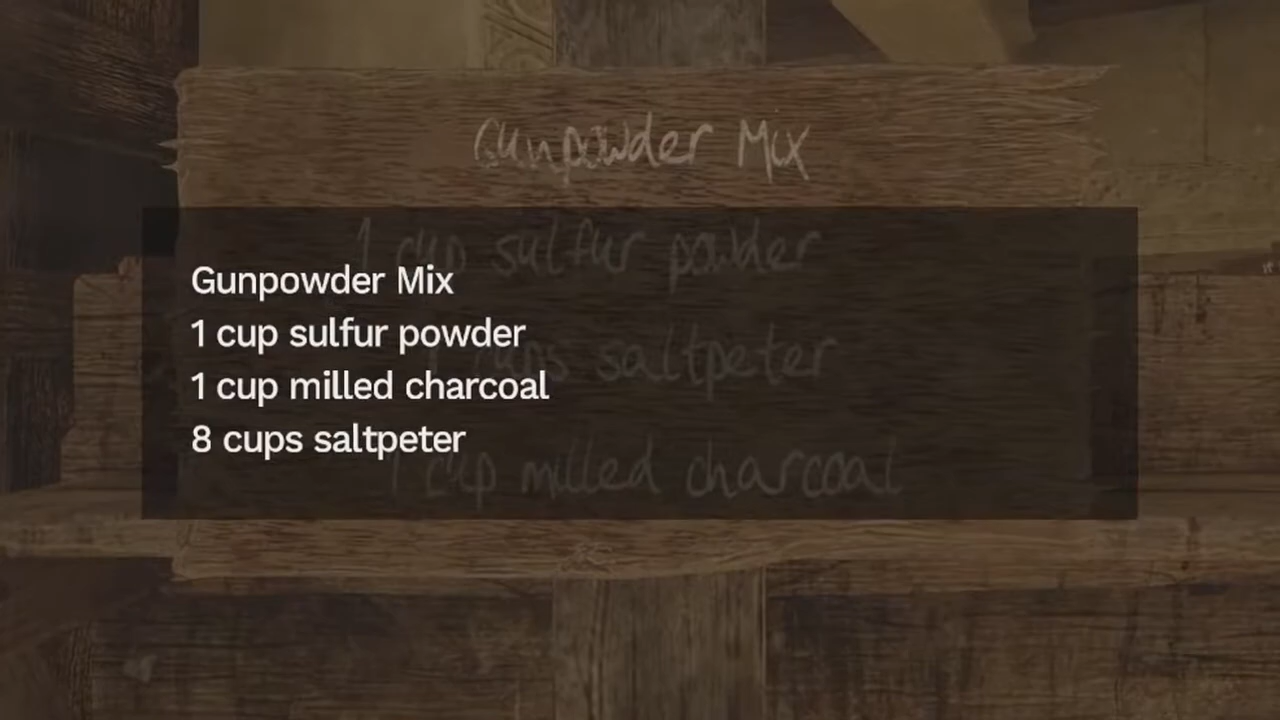 Gunpowder Mix
1 cup sulfur powder
cups saltpeter
1 cup milled charcoal
Gunpowder Mix
1 cup sulfur powder
1 cup milled charcoal
8 cups saltpeter